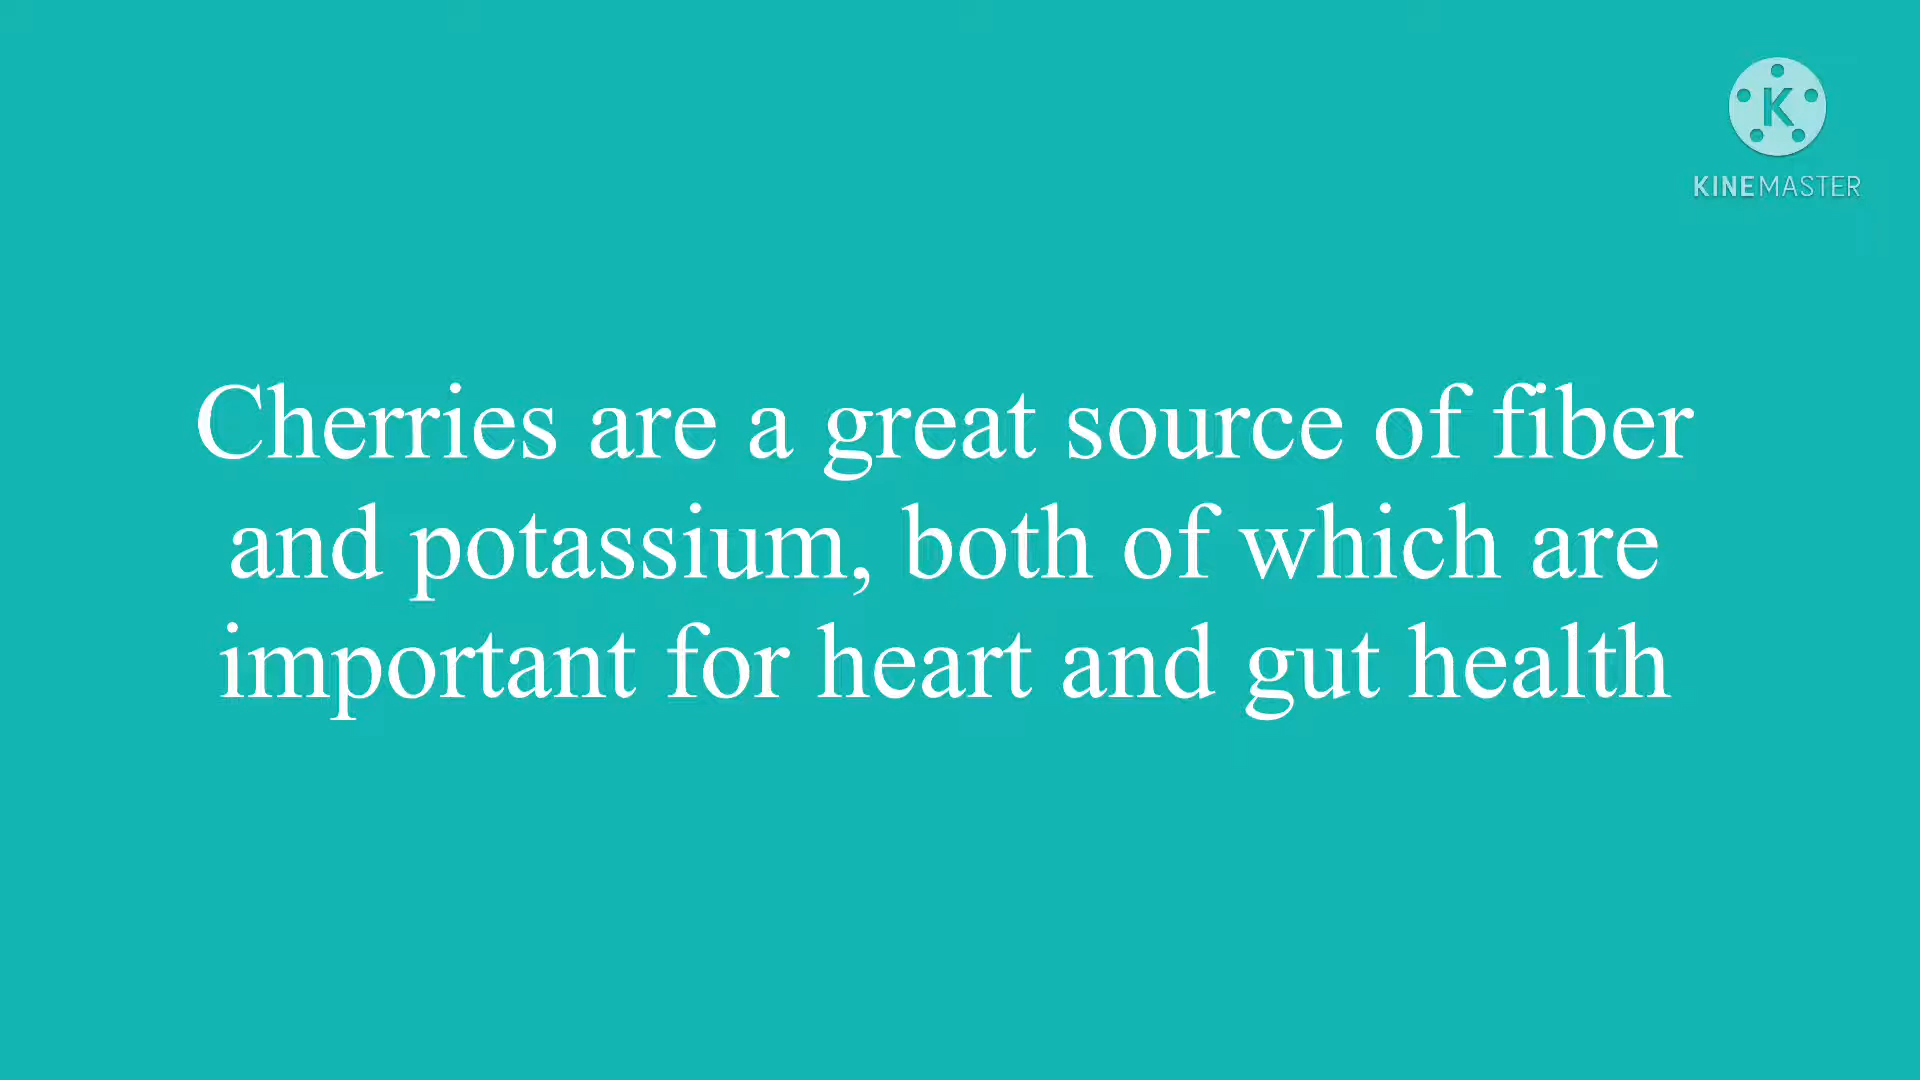 K
KINEMASTER
Cherries are a great source of fiber
and potassium, both of which are
important for heart and gut health